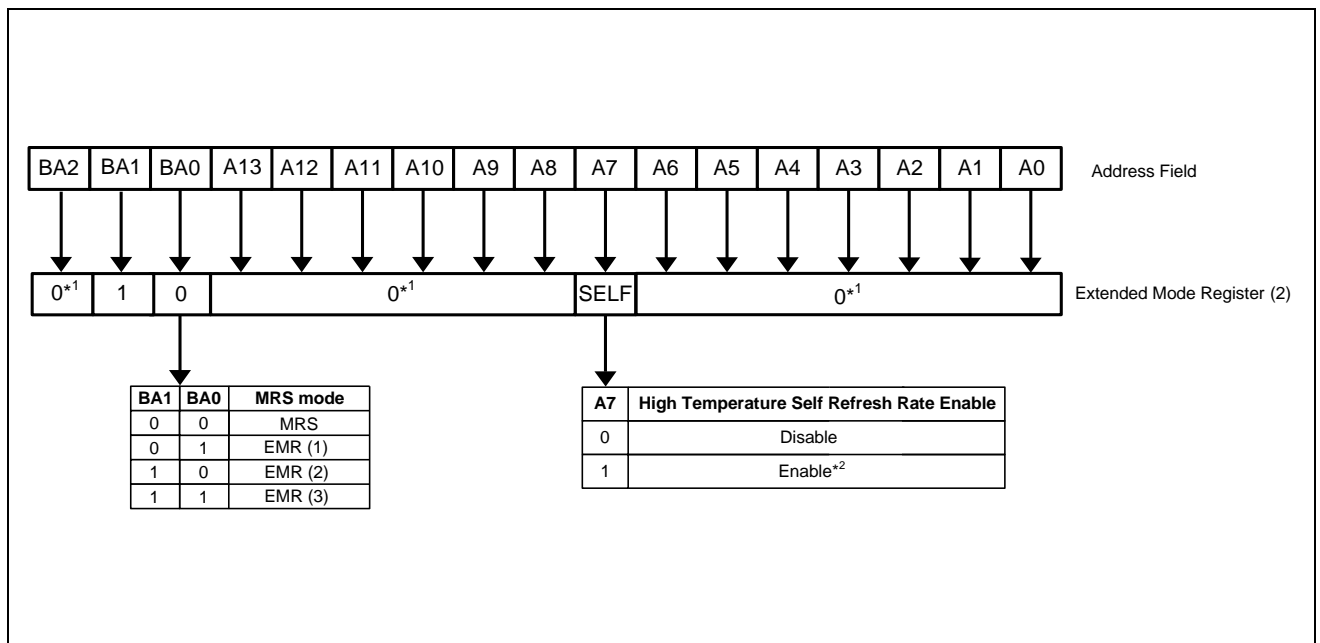 BA2 BA1 BA0 A13 A12 A11 A10 A9 A8 A7 A6 A5 A4 A3 A2 A1 A0 Address Field
0*1 1 0 0*1 SELF 0*1 Extended Mode Register (2)
BA1 BA0 MRS mode
0 0 MRS
0 1 EMR (1)
1 0 EMR (2)
1 1 EMR (3)
A7 High Temperature Self Refresh Rate Enable
0 Disable
1 Enable*2